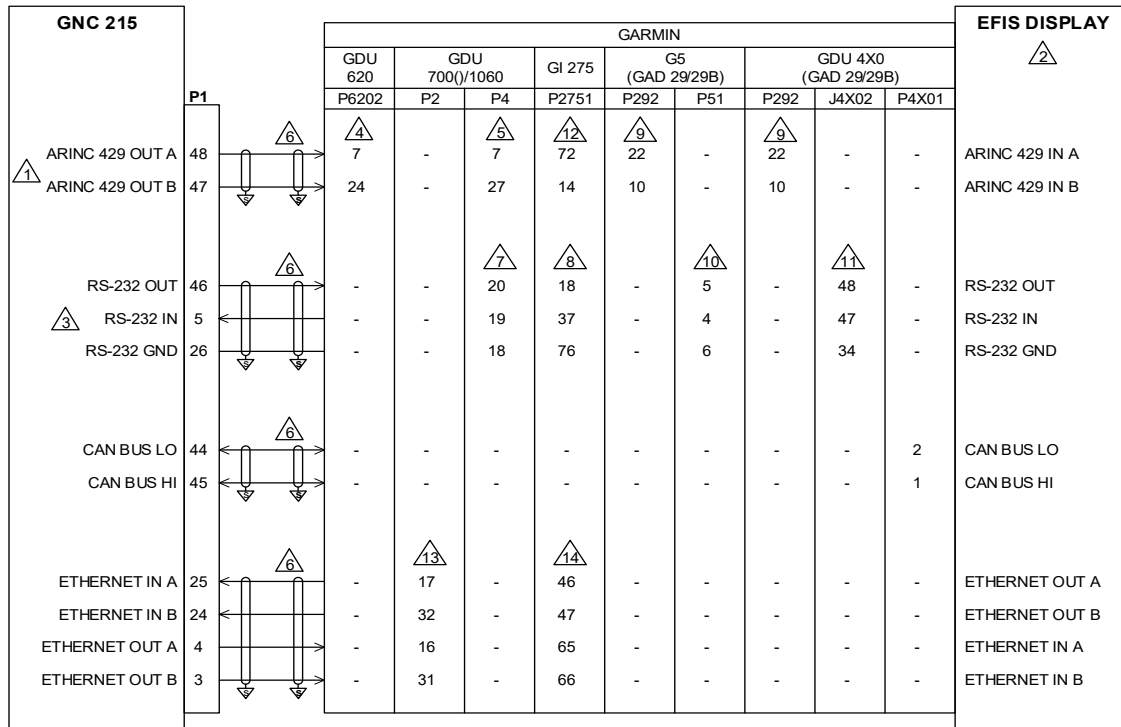 GNC 215
EFIS DISPLAY
2
GARMIN
GDU 620
GDU 700()/1060
GI 275
G5 (GAD 29/29B)
GDU 4X0 (GAD 29/29B)
P1
P6202 P2 P4 P2751 P292 P51 P292 J4X02 P4X01
6 4 5 12 9 9
ARINC 429 OUT A 48 7 - 7 72 22 - 22 - - ARINC 429 IN A
1
ARINC 429 OUT B 47 24 - 27 14 10 - 10 - - ARINC 429 IN B
S S
6 7 8 10 11
RS-232 OUT 46 - - 20 18 - 5 - 48 - RS-232 OUT
3 RS-232 IN 5 - - 19 37 - 4 - 47 - RS-232 IN
RS-232 GND 26 - - 18 76 - 6 - 34 - RS-232 GND
S S
6
CAN BUS LO 44 - - - - - - - - 2 CAN BUS LO
CAN BUS HI 45 - - - - - - - - 1 CAN BUS HI
S S
6 13 14
ETHERNET IN A 25 - 17 - 46 - - - - - ETHERNET OUT A
ETHERNET IN B 24 - 32 - 47 - - - - - ETHERNET OUT B
ETHERNET OUT A 4 - 16 - 65 - - - - - ETHERNET IN A
ETHERNET OUT B 3 - 31 - 66 - - - - - ETHERNET IN B
S S